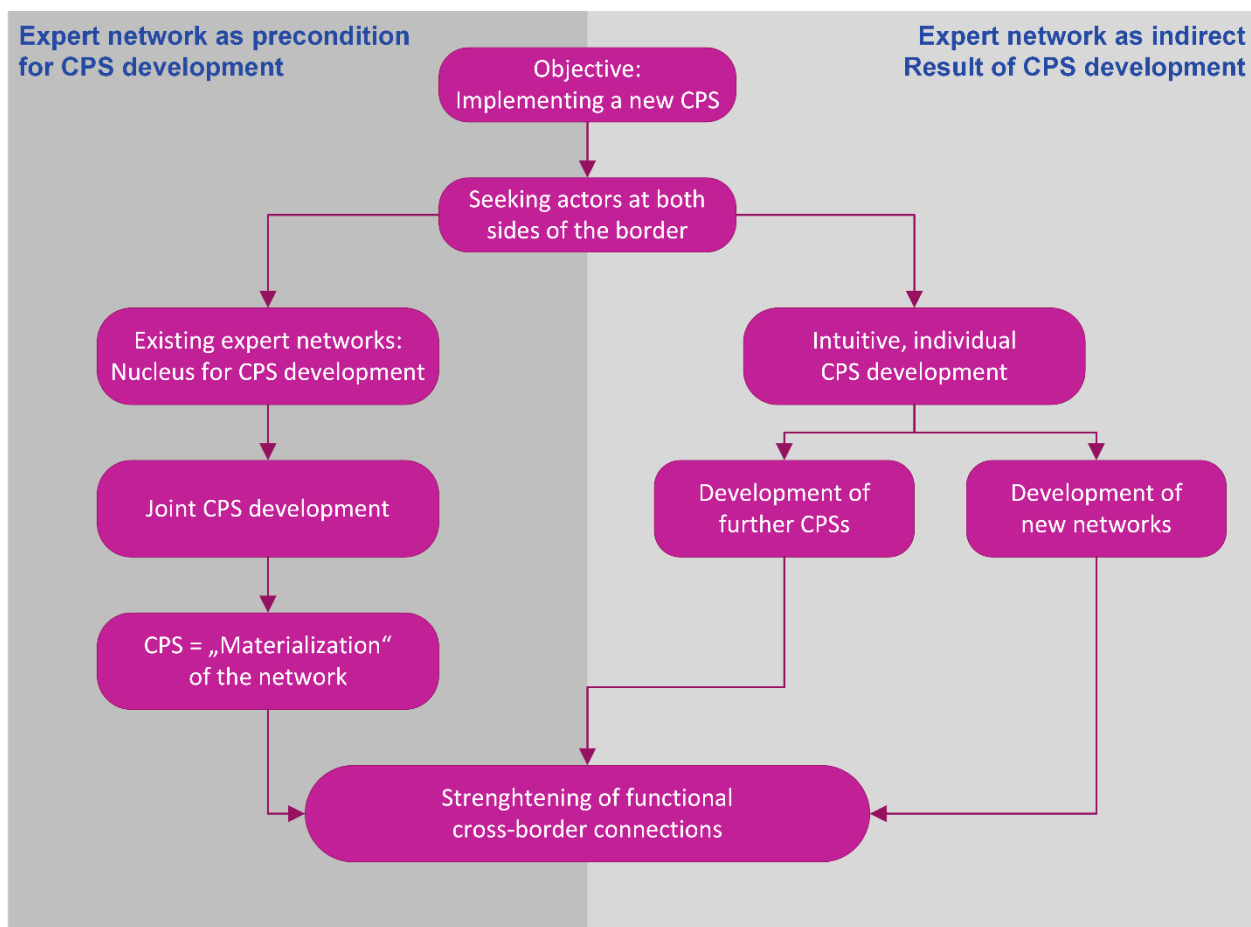 Expert network as precondition
for CPS development
Expert network as indirect
Result of CPS development
Objective:
Implementing a new CPS
Seeking actors at both
sides of the border
Existing expert networks:
Nucleus for CPS development
Intuitive, individual
CPS development
Joint CPS development
Development of
further CPSs
Development of
new networks
CPS = „Materialization“
of the network
Strenghtening of functional
cross-border connections